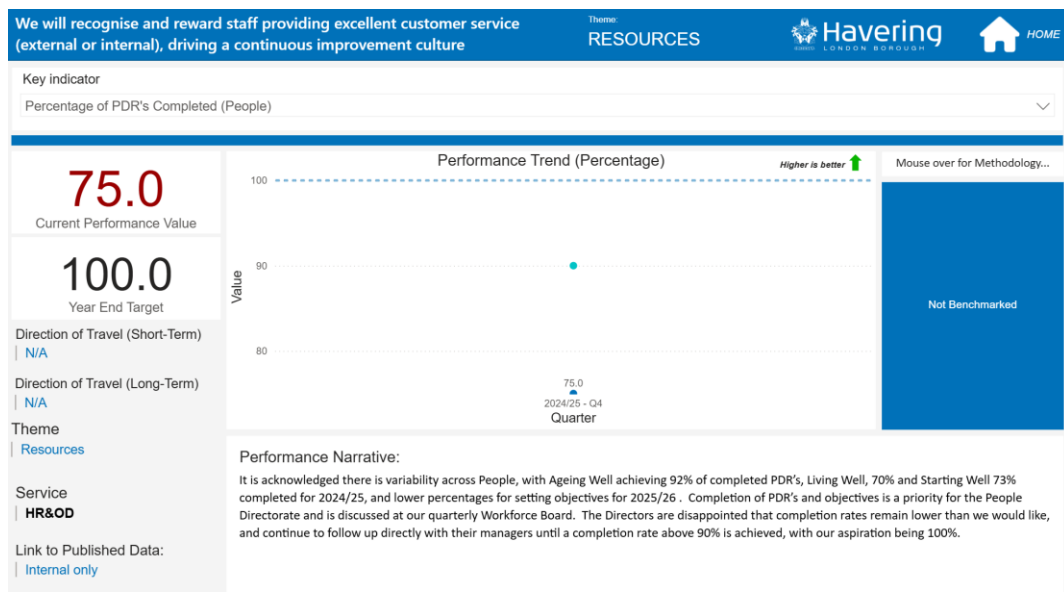 We will recognise and reward staff providing excellent customer service
(external or internal), driving a continuous improvement culture
Theme:
RESOURCES
Havering
LONDON BOROUGH
HOME
Key indicator
Percentage of PDR's Completed (People)
75.0
Current Performance Value
100.0
Year End Target
Direction of Travel (Short-Term)
N/A
Direction of Travel (Long-Term)
N/A
Theme
Resources
Service
HR&OD
Link to Published Data:
Internal only
Performance Trend (Percentage)
Higher is better
100
90
80
Value
75.0
2024/25 - Q4
Quarter
Mouse over for Methodology...
Not Benchmarked
Performance Narrative:
It is acknowledged there is variability across People, with Ageing Well achieving 92% of completed PDR's, Living Well, 70% and Starting Well 73%
completed for 2024/25, and lower percentages for setting objectives for 2025/26 .  Completion of PDR's and objectives is a priority for the People
Directorate and is discussed at our quarterly Workforce Board.  The Directors are disappointed that completion rates remain lower than we would like,
and continue to follow up directly with their managers until a completion rate above 90% is achieved, with our aspiration being 100%.